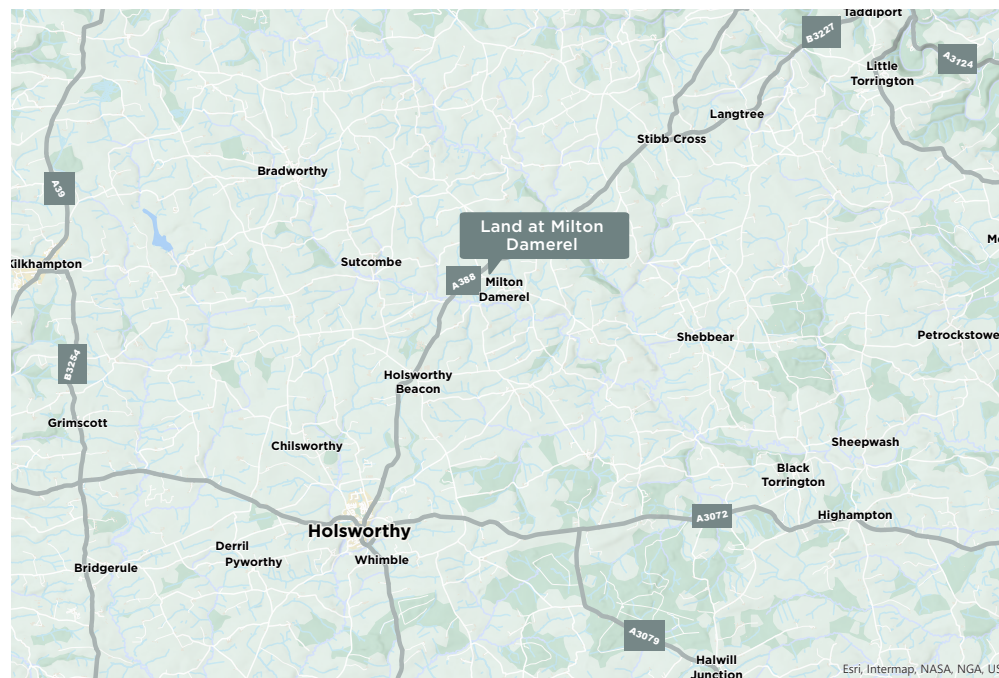 Taddiport
B3227
A3124
Little
Torrington
Langtree
Stibb Cross
Bradworthy
A39
Land at Milton
Damerel
Kilkhampton
Sutcombe
A388
Milton
Damerel
Shebbear
Petrockstowe
B3254
Holsworthy
Beacon
Grimscott
Chilsworthy
Sheepwash
Black
Torrington
A3072
Highampton
Holsworthy
Derril
Pyworthy
Whimble
Bridgerule
A3079
Halwill
Junction
Esri, Intermap, NASA, NGA, US